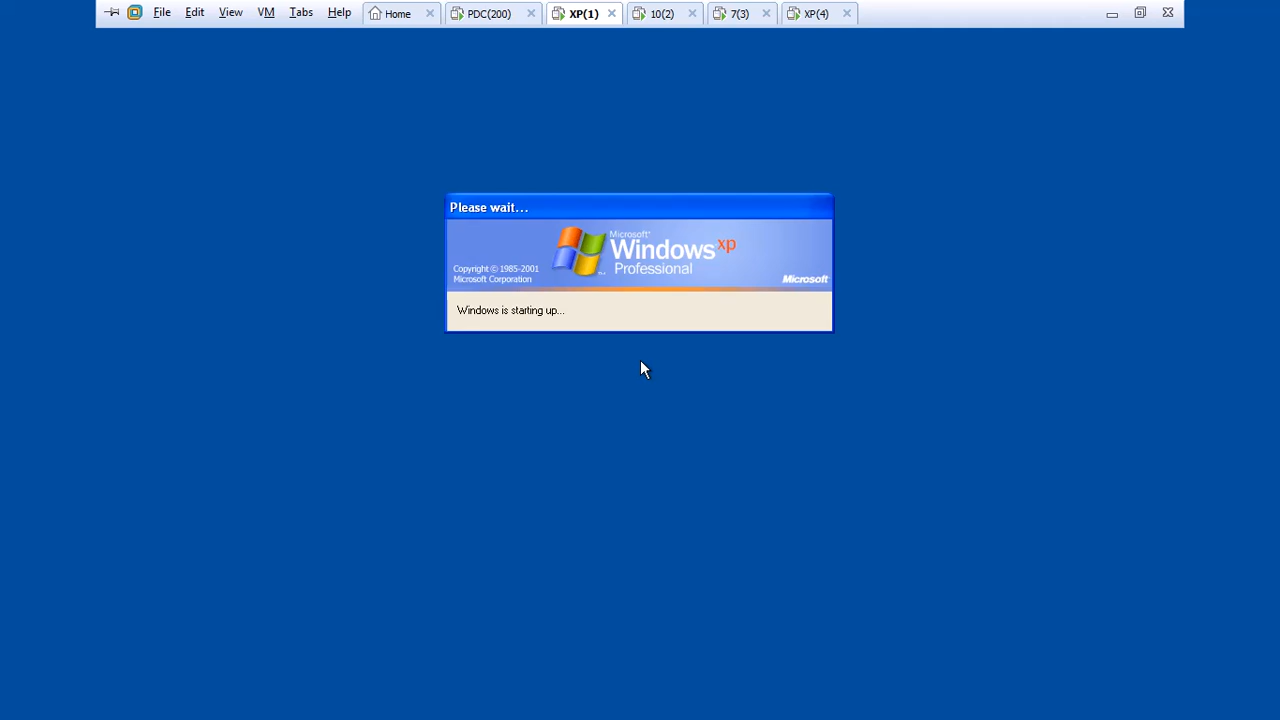 File Edit View VM Tabs Help Home PDC(200) XP(1) 10(2) 7(3) XP(4)
Please wait...
Microsoft®
Windows xp
Professional
Copyright © 1985-2001
Microsoft Corporation
Microsoft
Windows is starting up...